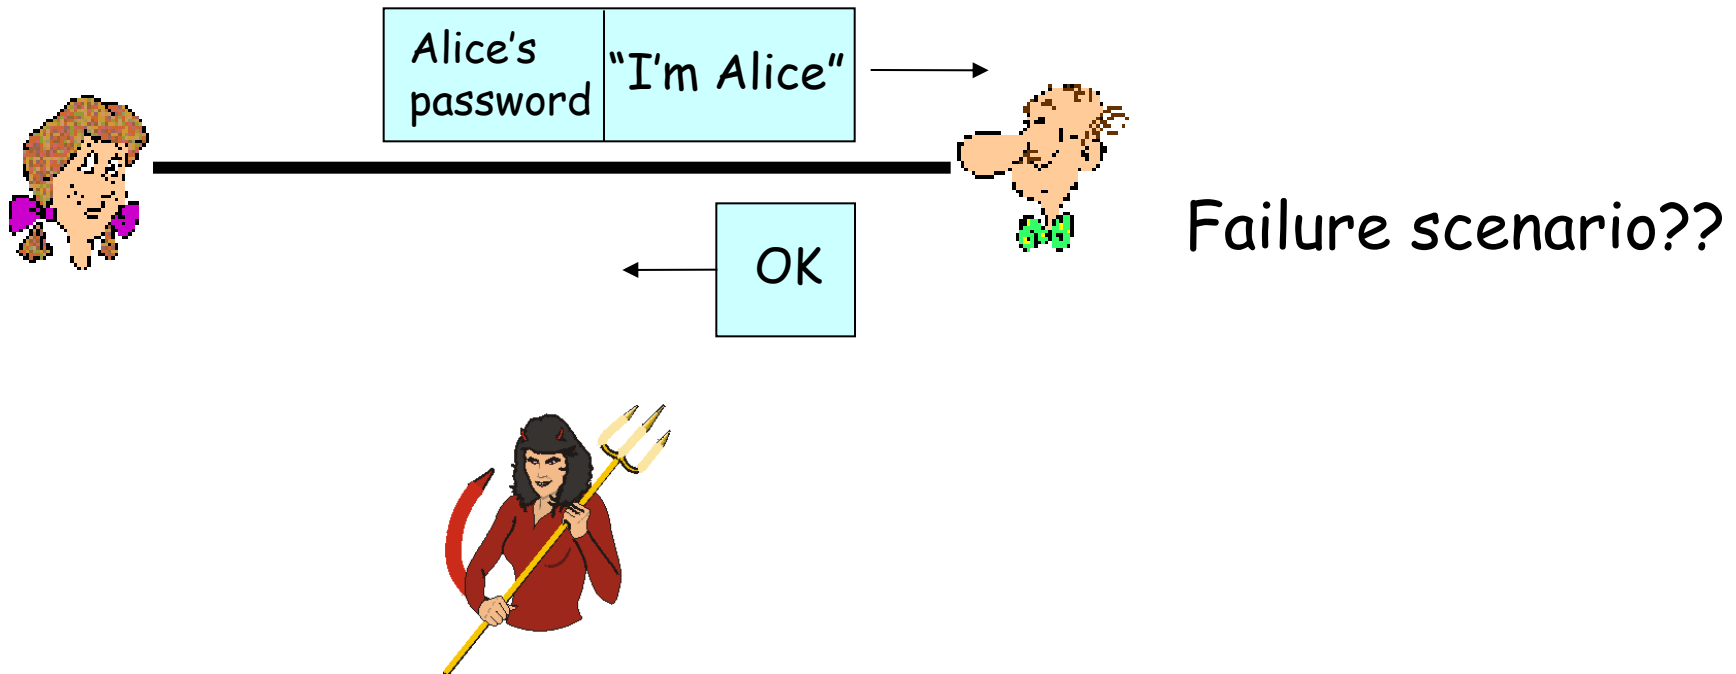 Alice’s
password
“I’m Alice”
OK
Failure scenario??